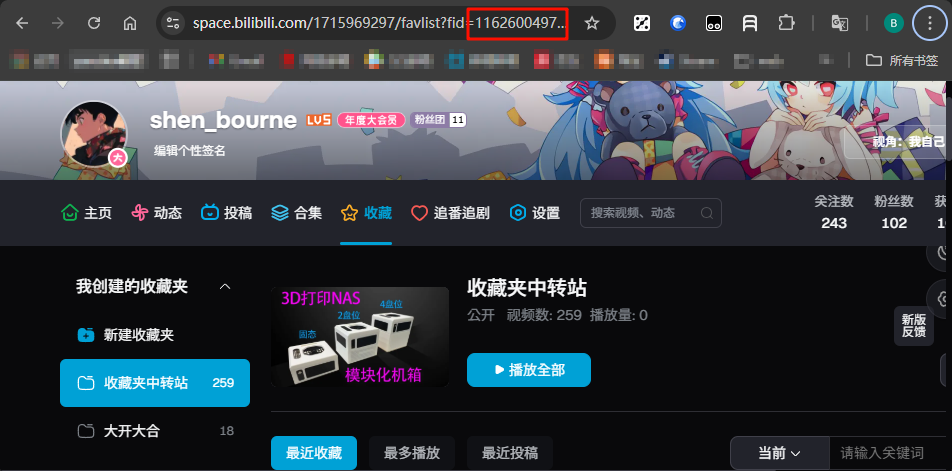 space.bilibili.com/1715969297/favlist?fid=1162600497...
B
所有书签
shen_bourne LV5 年度大会员 粉丝团 11
大
编辑个性签名
视角：我自己
主页 动态 投稿 合集 收藏 追番追剧 设置 搜索视频、动态
关注数 粉丝数 获
243 102
我创建的收藏夹
新建收藏夹
收藏夹中转站 259
大开大合 18
3D打印NAS
4盘位
2盘位
固态
模块化机箱
收藏夹中转站
公开 视频数: 259 播放量: 0
播放全部
新版
反馈
最近收藏 最多播放 最近投稿 当前 请输入关键词